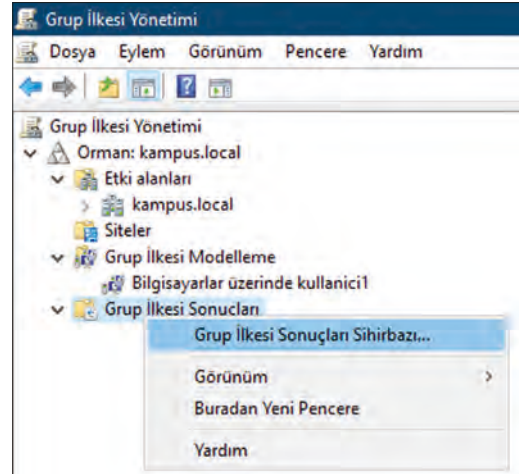 Grup İlkesi Yönetimi
Dosya Eylem Görünüm Pencere Yardım
Grup İlkesi Yönetimi
Orman: kampus.local
Etki alanları
kampus.local
Siteler
Grup İlkesi Modelleme
Bilgisayarlar üzerinde kullanici1
Grup İlkesi Sonuçları
Grup İlkesi Sonuçları Sihirbazı...
Görünüm
Buradan Yeni Pencere
Yardım